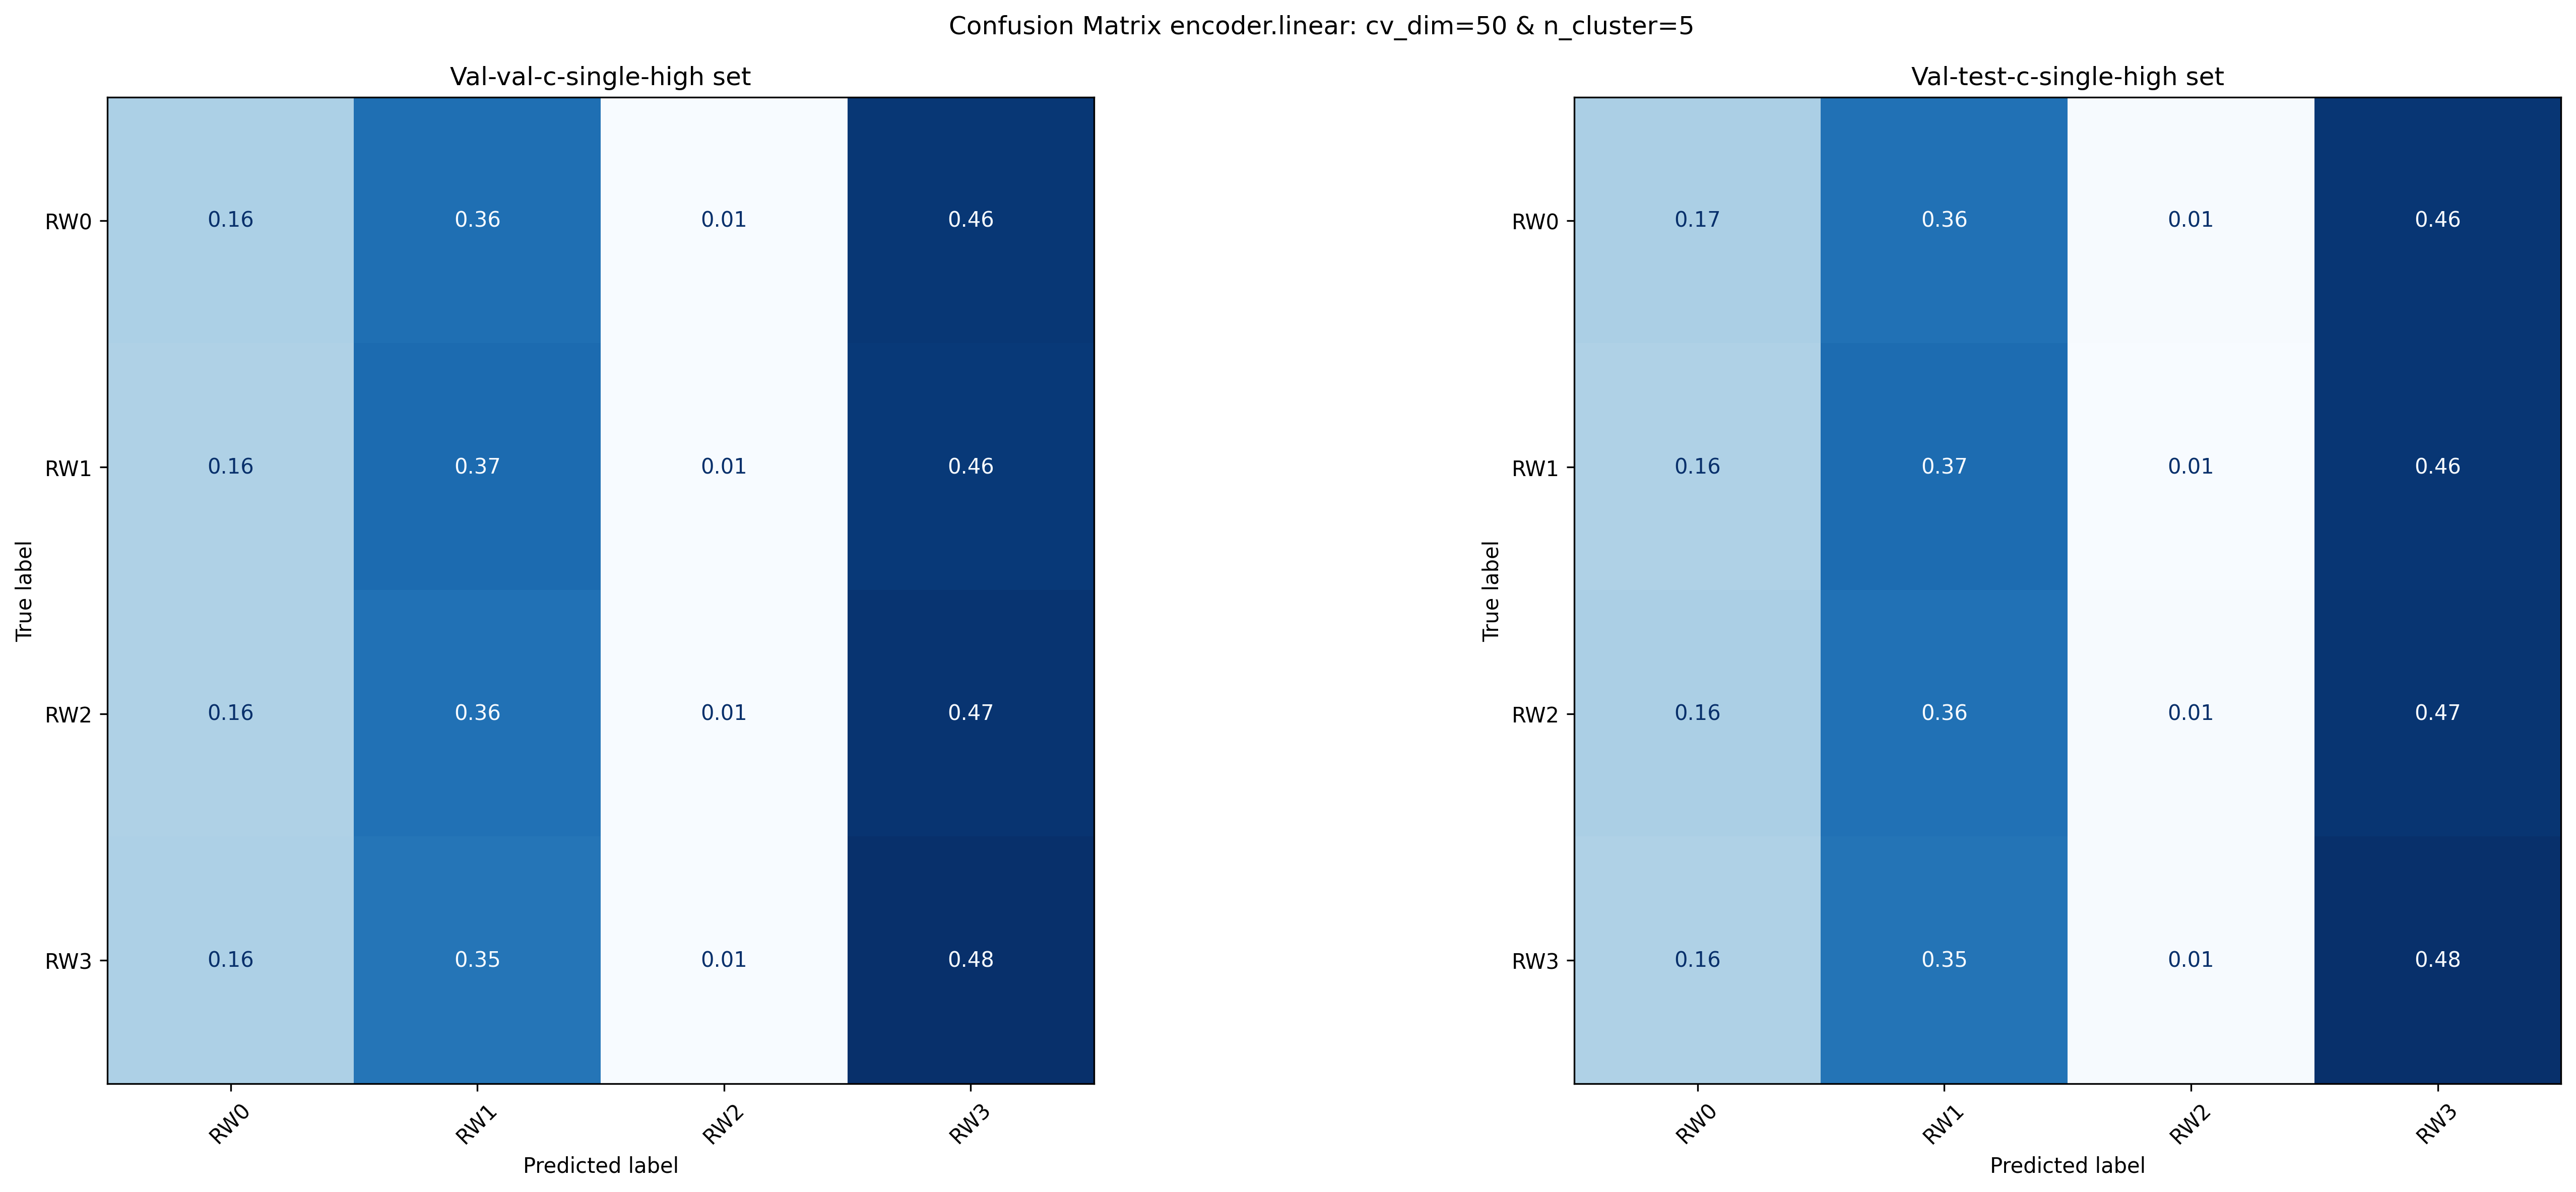 Confusion Matrix encoder.linear: cv_dim=50 & n_cluster=5
Val-val-c-single-high set
True label
RW0 0.16 0.36 0.01 0.46
RW1 0.16 0.37 0.01 0.46
RW2 0.16 0.36 0.01 0.47
RW3 0.16 0.35 0.01 0.48
RW0 RW1 RW2 RW3
Predicted label
Val-test-c-single-high set
True label
RW0 0.17 0.36 0.01 0.46
RW1 0.16 0.37 0.01 0.46
RW2 0.16 0.36 0.01 0.47
RW3 0.16 0.35 0.01 0.48
RW0 RW1 RW2 RW3
Predicted label